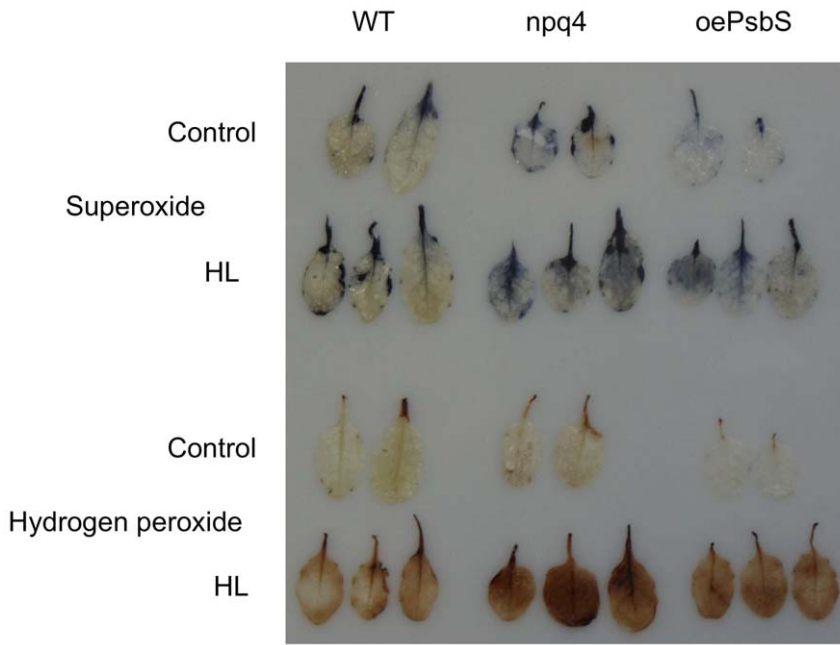 WT npq4 oePsbS
Control
Superoxide
HL
Control
Hydrogen peroxide
HL